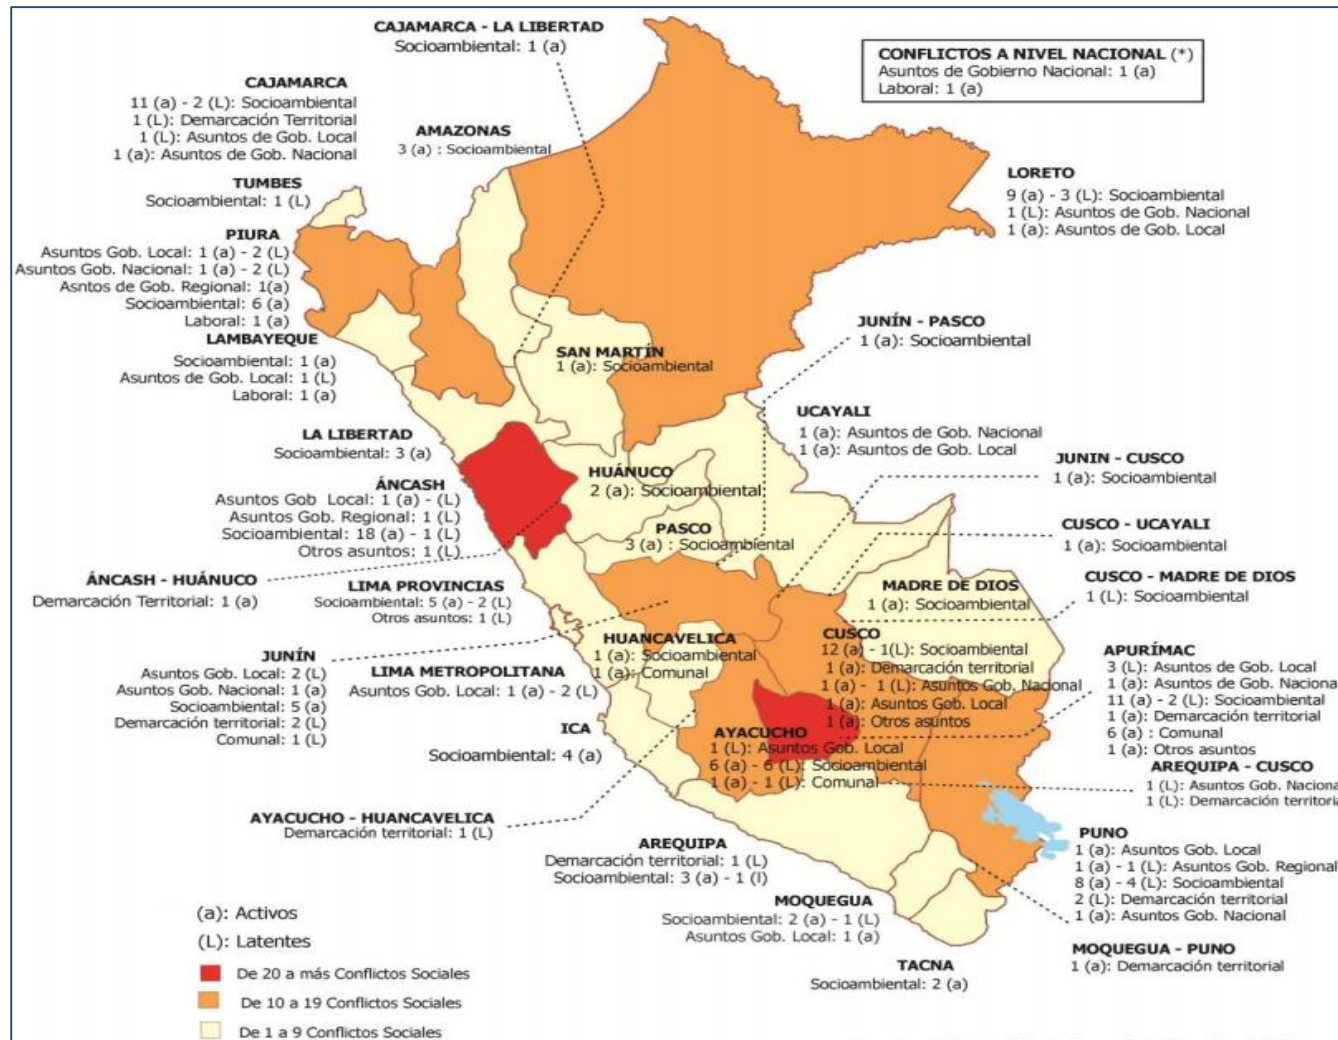 CAJAMARCA - LA LIBERTAD
Socioambiental: 1 (a)
CONFLICTOS A NIVEL NACIONAL (*)
Asuntos de Gobierno Nacional: 1 (a)
Laboral: 1 (a)
CAJAMARCA
11 (a) - 2 (L): Socioambiental
1 (L): Demarcación Territorial
1 (L): Asuntos de Gob. Local
1 (a): Asuntos de Gob. Nacional
AMAZONAS
3 (a) : Socioambiental
LORETO
9 (a) - 3 (L): Socioambiental
1 (L): Asuntos de Gob. Nacional
1 (a): Asuntos de Gob. Local
TUMBES
Socioambiental: 1 (L)
PIURA
Asuntos Gob. Local: 1 (a) - 2 (L)
Asuntos Gob. Nacional: 1 (a) - 2 (L)
Asntos de Gob. Regional: 1(a)
Socioambiental: 6 (a)
Laboral: 1 (a)
LAMBAYEQUE
Socioambiental: 1 (a)
Asuntos de Gob. Local: 1 (L)
Laboral: 1 (a)
SAN MARTÍN
1 (a): Socioambiental
JUNÍN - PASCO
1 (a): Socioambiental
UCAYALI
1 (a): Asuntos de Gob. Nacional
1 (a): Asuntos de Gob. Local
LA LIBERTAD
Socioambiental: 3 (a)
JUNIN - CUSCO
1 (a): Socioambiental
HUÁNUCO
2 (a): Socioambiental
ÁNCASH
Asuntos Gob Local: 1 (a) - (L)
Asuntos Gob. Regional: 1 (L)
Socioambiental: 18 (a) - 1 (L)
Otros asuntos: 1 (L)
PASCO
3 (a) : Socioambiental
CUSCO - UCAYALI
1 (a): Socioambiental
ÁNCASH - HUÁNUCO
Demarcación Territorial: 1 (a)
LIMA PROVINCIAS
Socioambiental: 5 (a) - 2 (L)
Otros asuntos: 1 (L)
MADRE DE DIOS
1 (a): Socioambiental
CUSCO - MADRE DE DIOS
1 (L): Socioambiental
JUNÍN
Asuntos Gob. Local: 2 (L)
Asuntos Gob. Nacional: 1 (a)
Socioambiental: 5 (a)
Demarcación territorial: 2 (L)
Comunal: 1 (L)
HUANCAVELICA
1 (a): Socioambiental
1 (a): Comunal
LIMA METROPOLITANA
Asuntos Gob. Local: 1 (a) - 2 (L)
CUSCO
12 (a) - 1(L): Socioambiental
1 (a): Demarcación territorial
1 (a) - 1 (L): Asuntos Gob. Nacional
1 (a): Asuntos Gob. Local
1 (a): Otros asuntos
APURÍMAC
3 (L): Asuntos de Gob. Local
1 (a): Asuntos de Gob. Nacional
11 (a) - 2 (L): Socioambiental
1 (a): Demarcación territorial
6 (a) : Comunal
1 (a): Otros asuntos
ICA
Socioambiental: 4 (a)
AYACUCHO
1 (L): Asuntos Gob. Local
6 (a) - 6 (L): Socioambiental
1 (a) - 1 (L): Comunal
AREQUIPA - CUSCO
1 (L): Asuntos Gob. Naciona
1 (L): Demarcación territoria
AYACUCHO - HUANCAVELICA
Demarcación territorial: 1 (L)
AREQUIPA
Demarcación territorial: 1 (L)
Socioambiental: 3 (a) - 1 (l)
PUNO
1 (a): Asuntos Gob. Local
1 (a) - 1 (L): Asuntos Gob. Regional
8 (a) - 4 (L): Socioambiental
2 (L): Demarcación territorial
1 (a): Asuntos Gob. Nacional
MOQUEGUA
Socioambiental: 2 (a) - 1 (L)
Asuntos Gob. Local: 1 (a)
MOQUEGUA - PUNO
1 (a): Demarcación territorial
TACNA
Socioambiental: 2 (a)
(a): Activos
(L): Latentes
De 20 a más Conflictos Sociales
De 10 a 19 Conflictos Sociales
De 1 a 9 Conflictos Sociales